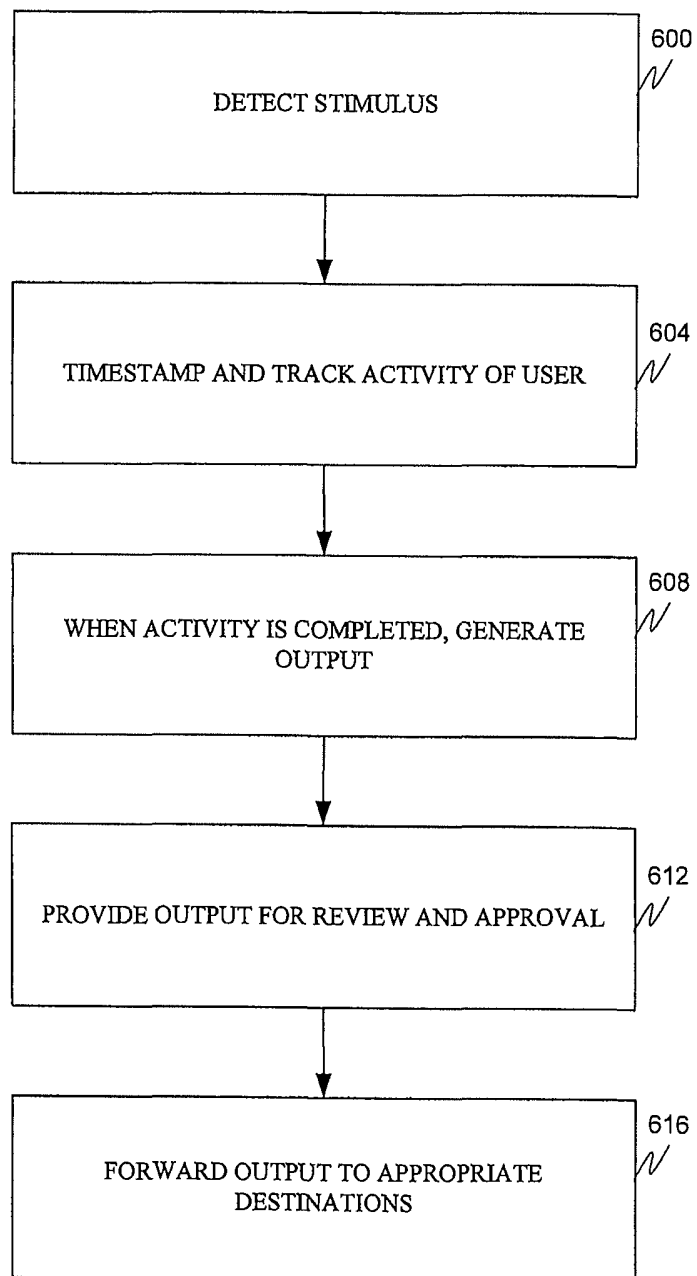 600
DETECT STIMULUS
604
TIMESTAMP AND TRACK ACTIVITY OF USER
608
WHEN ACTIVITY IS COMPLETED, GENERATE
OUTPUT
612
PROVIDE OUTPUT FOR REVIEW AND APPROVAL
616
FORWARD OUTPUT TO APPROPRIATE
DESTINATIONS